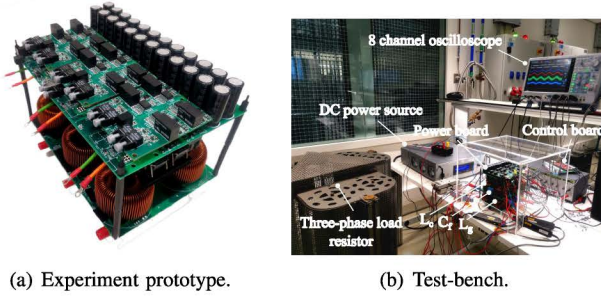 8 channel oscilloscope
DC power source
Power board
Control board
Three-phase load
resistor
Lc Cf Lg
(a) Experiment prototype.
(b) Test-bench.